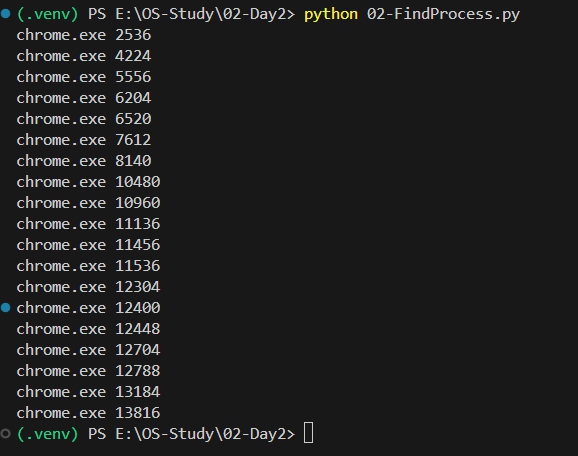 (.venv) PS E:\OS-Study\02-Day2> python 02-FindProcess.py
chrome.exe 2536
chrome.exe 4224
chrome.exe 5556
chrome.exe 6204
chrome.exe 6520
chrome.exe 7612
chrome.exe 8140
chrome.exe 10480
chrome.exe 10960
chrome.exe 11136
chrome.exe 11456
chrome.exe 11536
chrome.exe 12304
chrome.exe 12400
chrome.exe 12448
chrome.exe 12704
chrome.exe 12788
chrome.exe 13184
chrome.exe 13816
(.venv) PS E:\OS-Study\02-Day2>